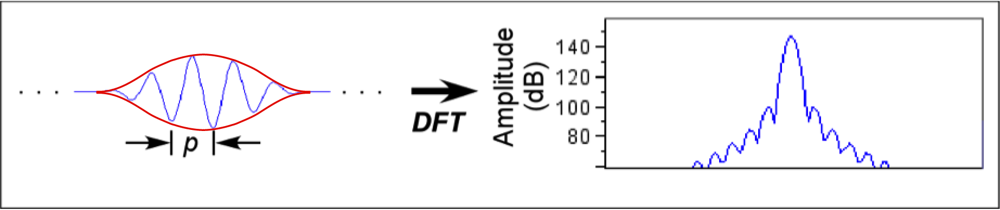 . . .
p
. . .
DFT
Amplitude
(dB)
140
120
100
80